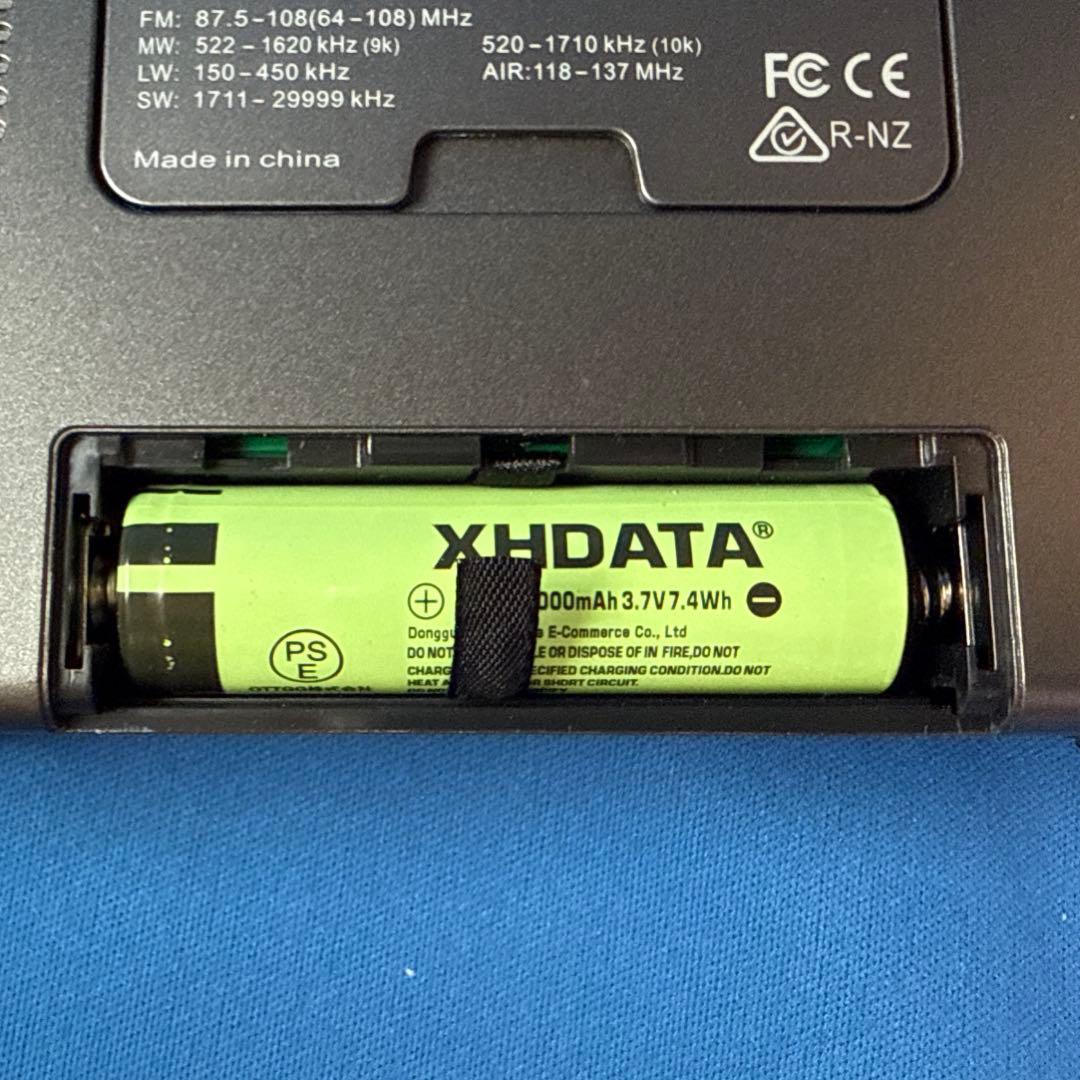 FM: 87.5-108(64-108) MHz
MW: 522-1620 kHz (9k) 520-1710 kHz (10k)
LW: 150-450 kHz AIR:118-137 MHz
SW: 1711-29999 kHz
FC CE
R-NZ
Made in china
XHDATA®
000mAh 3.7V 7.4Wh
E-Commerce Co., Ltd
DO NOT OR DISPOSE OF IN FIRE,DO NOT
CHARGING CONDITION.DO NOT
HEAT SHORT CIRCUIT.
PS
E